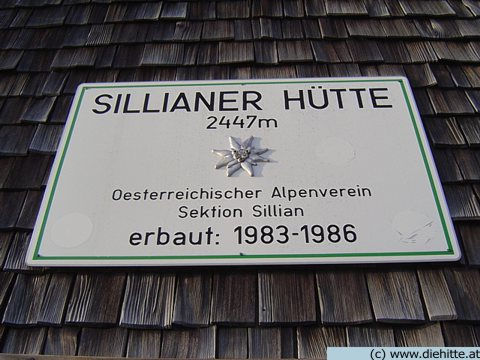 SILLIANER HÜTTE
2447m
Oesterreichischer Alpenverein
Sektion Sillian
erbaut: 1983-1986
(c) www.diehitte.at